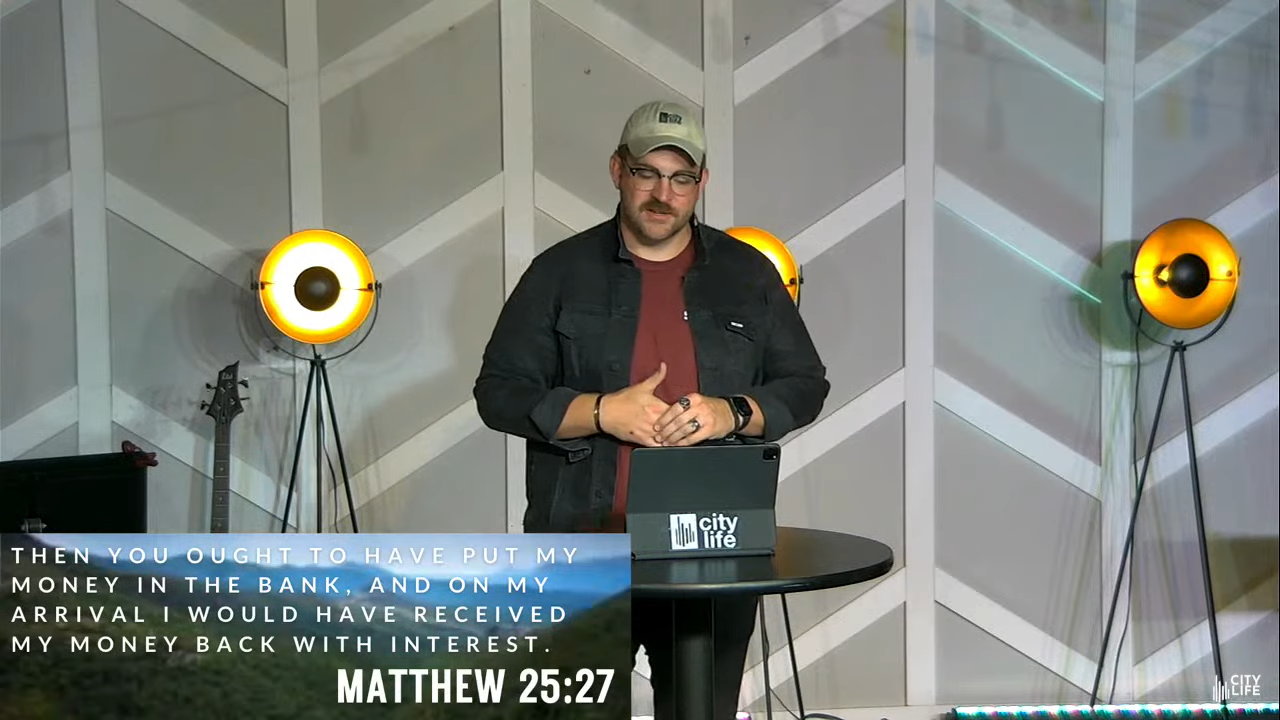 city
life
THEN YOU OUGHT TO HAVE PUT MY
MONEY IN THE BANK, AND ON MY
ARRIVAL I WOULD HAVE RECEIVED
MY MONEY BACK WITH INTEREST.
MATTHEW 25:27
CITY
LIFE